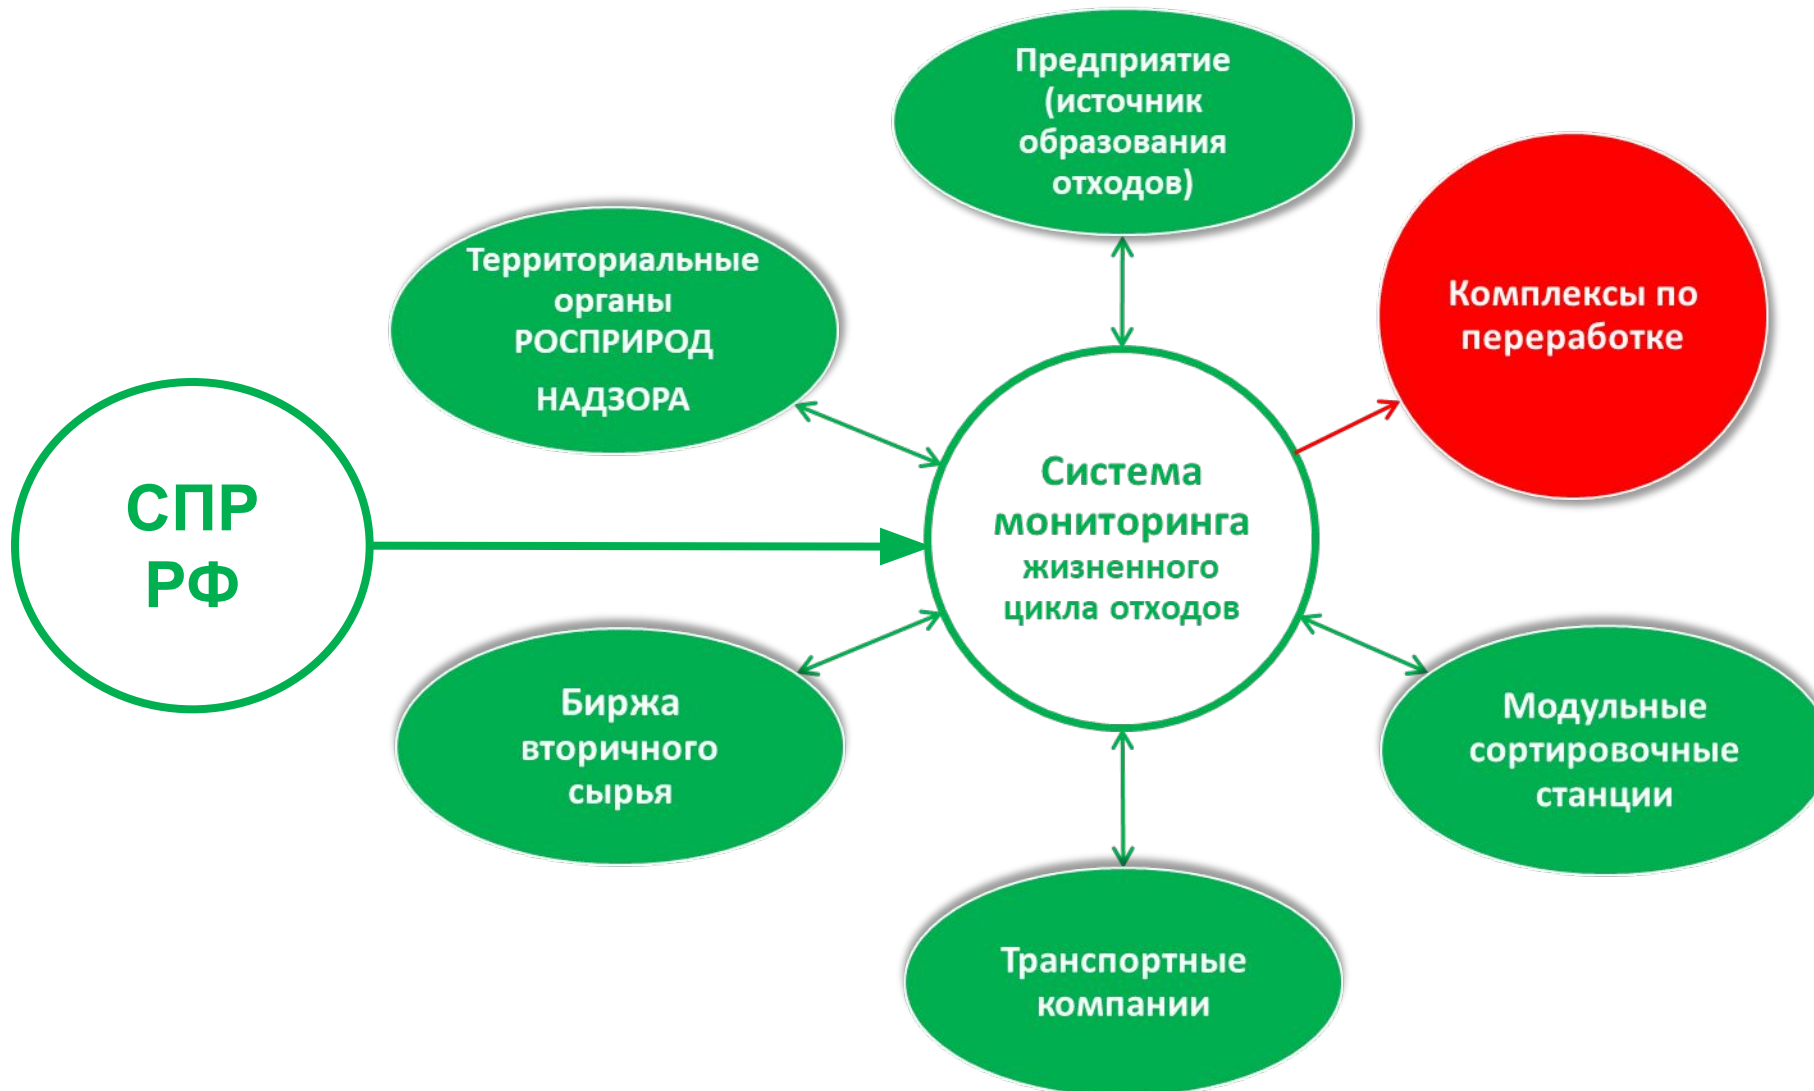 Предприятие
(источник
образования
отходов)
Территориальные
органы
РОСПРИРОД
НАДЗОРА
Комплексы по
переработке
СПР
РФ
Система
мониторинга
жизненного
цикла отходов
Биржа
вторичного
сырья
Модульные
сортировочные
станции
Транспортные
компании